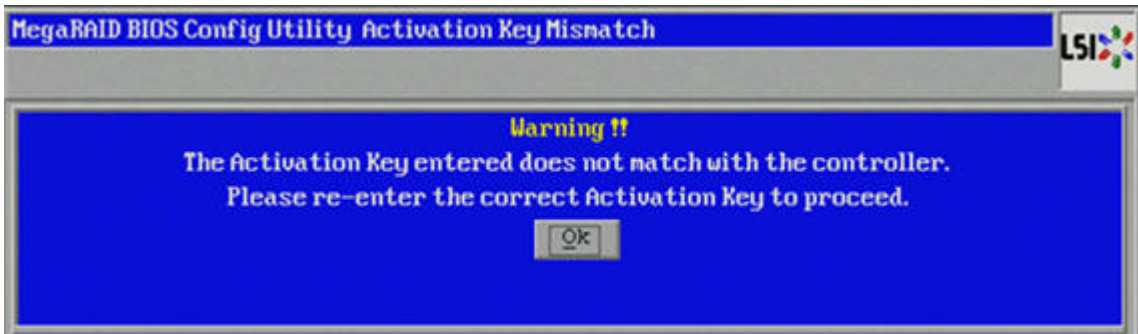 MegaRAID BIOS Config Utility Activation Key Mismatch
LSI
Warning !!
The Activation Key entered does not match with the controller.
Please re-enter the correct Activation Key to proceed.
Ok